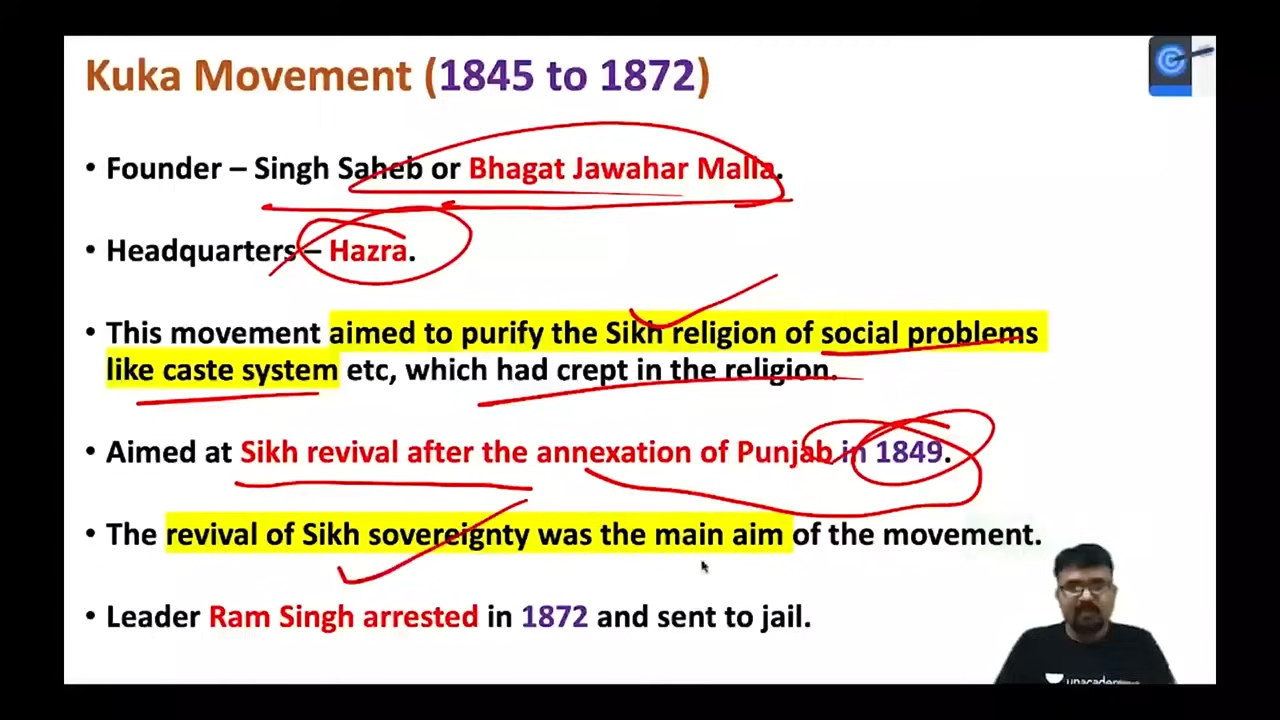 Kuka Movement (1845 to 1872)
• Founder – Singh Saheb or Bhagat Jawahar Malla.
• Headquarters – Hazra.
• This movement aimed to purify the Sikh religion of social problems
like caste system etc, which had crept in the religion.
• Aimed at Sikh revival after the annexation of Punjab in 1849.
• The revival of Sikh sovereignty was the main aim of the movement.
• Leader Ram Singh arrested in 1872 and sent to jail.